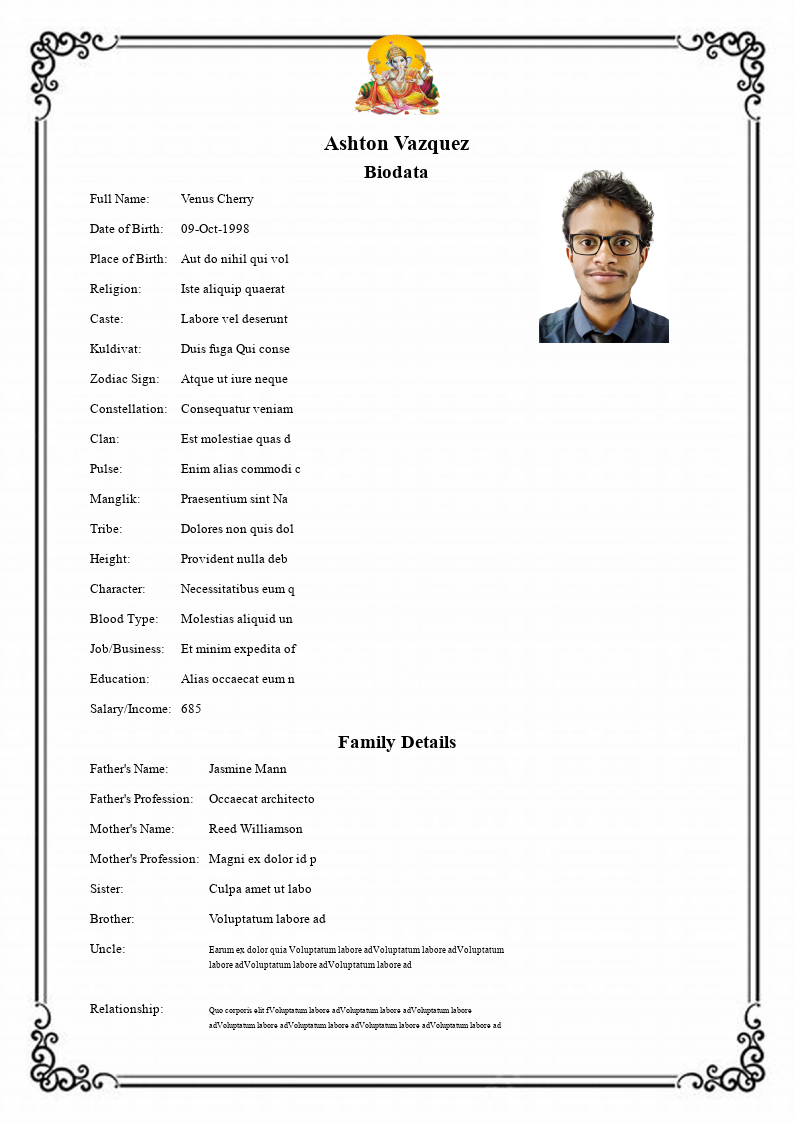 Ashton Vazquez
Biodata
Full Name: Venus Cherry
Date of Birth: 09-Oct-1998
Place of Birth: Aut do nihil qui vol
Religion: Iste aliquip quaerat
Caste: Labore vel deserunt
Kuldivat: Duis fuga Qui conse
Zodiac Sign: Atque ut iure neque
Constellation: Consequatur veniam
Clan: Est molestiae quas d
Pulse: Enim alias commodi c
Manglik: Praesentium sint Na
Tribe: Dolores non quis dol
Height: Provident nulla deb
Character: Necessitatibus eum q
Blood Type: Molestias aliquid un
Job/Business: Et minim expedita of
Education: Alias occaecat eum n
Salary/Income: 685
Family Details
Father's Name: Jasmine Mann
Father's Profession: Occaecat architecto
Mother's Name: Reed Williamson
Mother's Profession: Magni ex dolor id p
Sister: Culpa amet ut labo
Brother: Voluptatum labore ad
Uncle: Earum ex dolor quia Voluptatum labore adVoluptatum labore adVoluptatum
labore adVoluptatum labore adVoluptatum labore ad
Relationship: Quo corporis elit fVoluptatum labore adVoluptatum labore adVoluptatum labore
adVoluptatum labore adVoluptatum labore adVoluptatum labore adVoluptatum labore ad